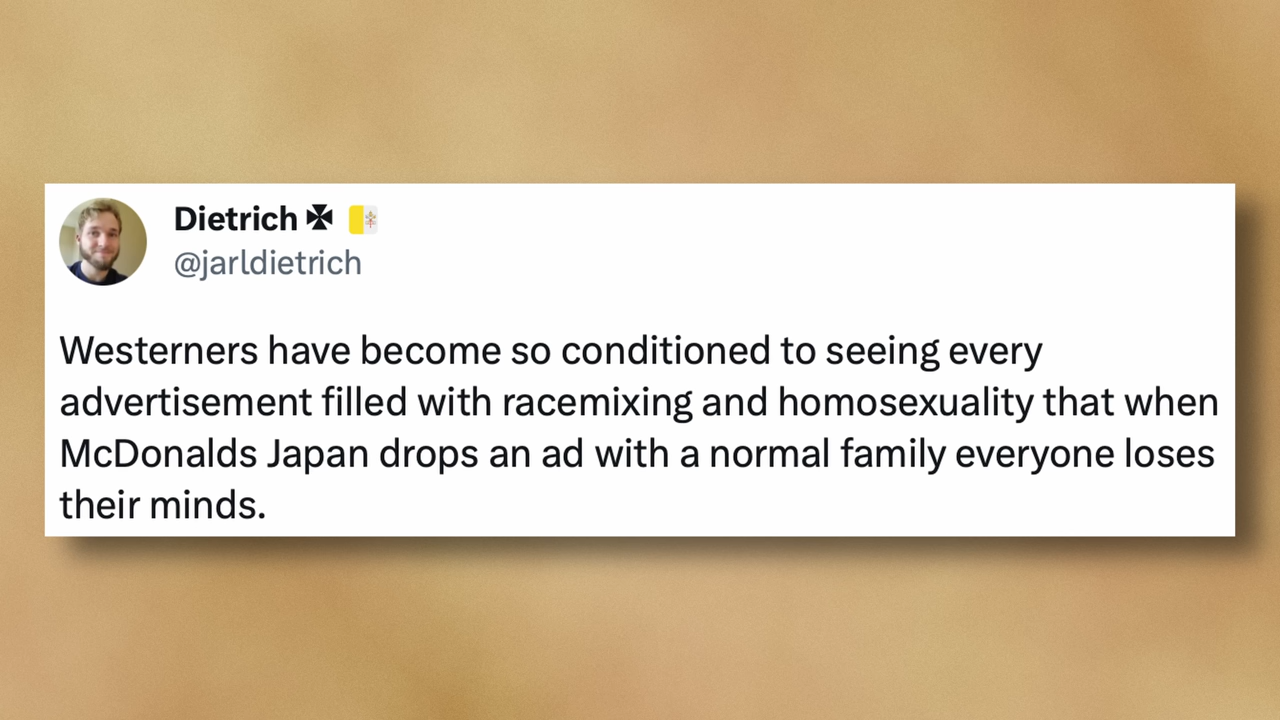 Dietrich ✠
@jarldietrich
Westerners have become so conditioned to seeing every
advertisement filled with racemixing and homosexuality that when
McDonalds Japan drops an ad with a normal family everyone loses
their minds.